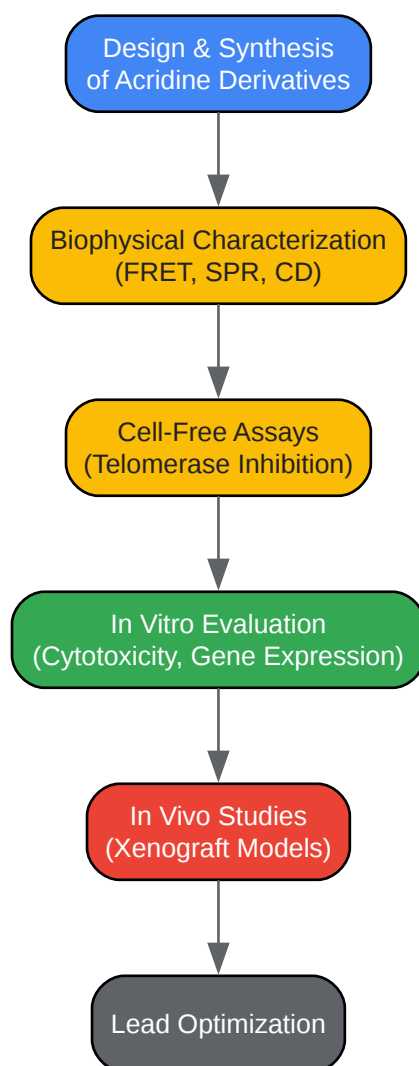 Design & Synthesis
of Acridine Derivatives
Biophysical Characterization
(FRET, SPR, CD)
Cell-Free Assays
(Telomerase Inhibition)
In Vitro Evaluation
(Cytotoxicity, Gene Expression)
In Vivo Studies
(Xenograft Models)
Lead Optimization